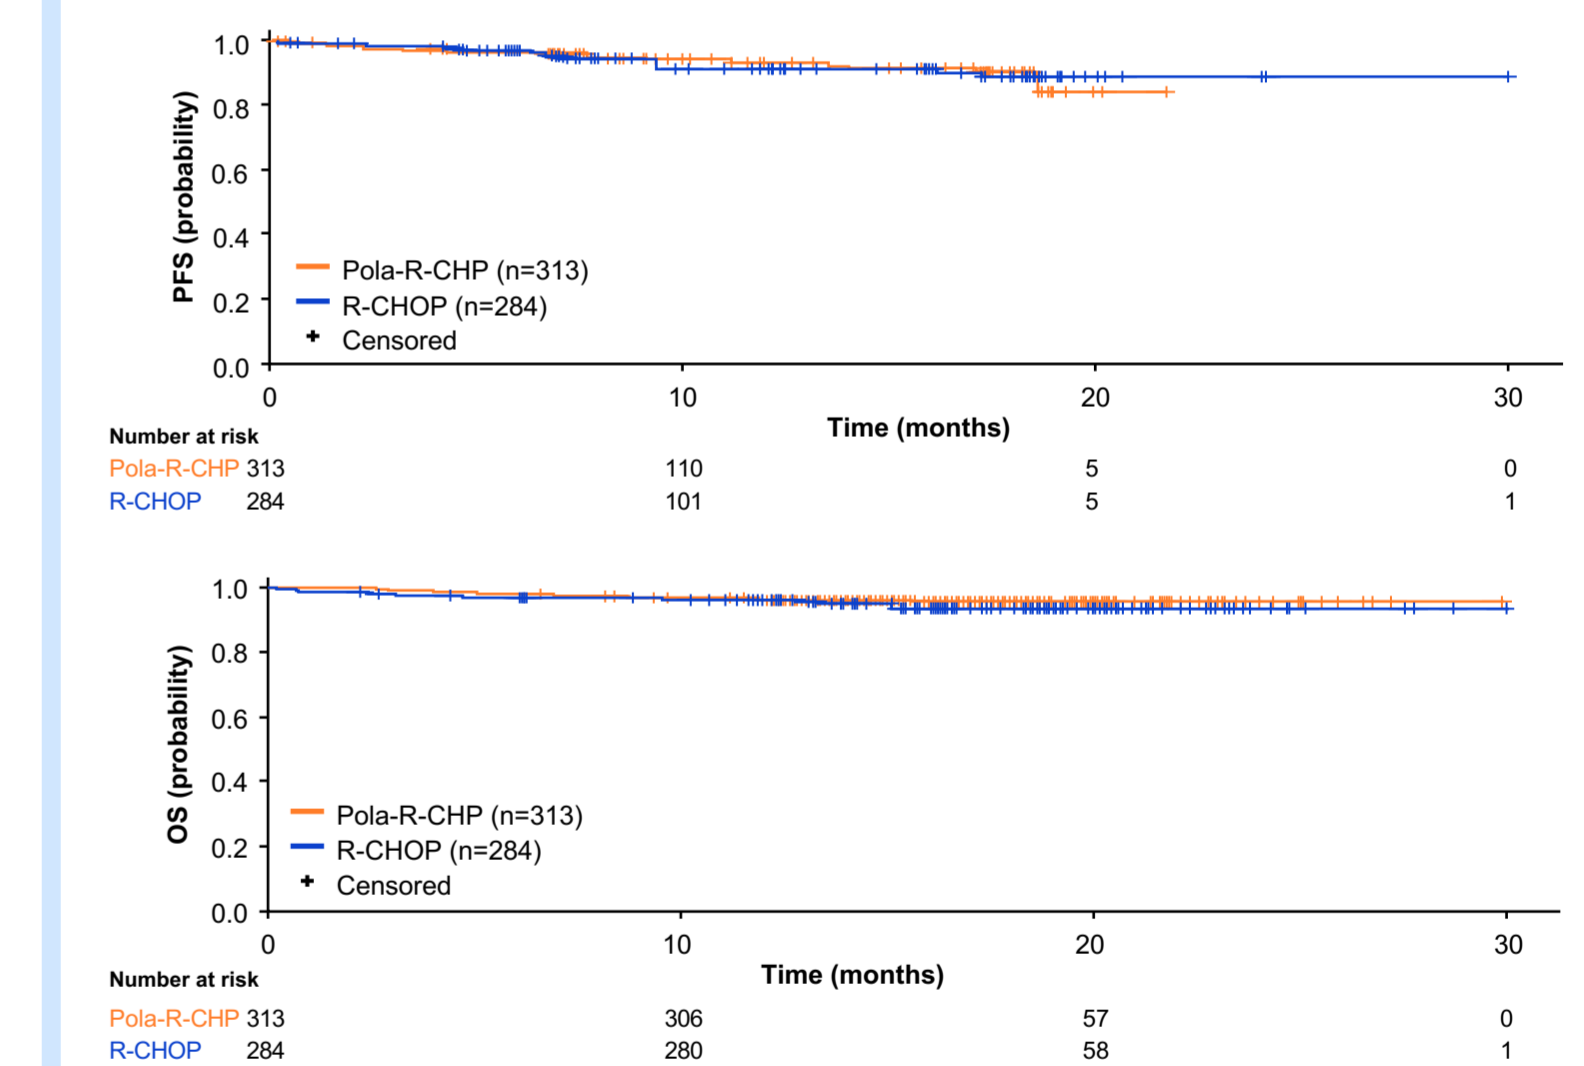 1.0
0.8
0.6
0.4
0.2
0.0
PFS (probability)
Pola-R-CHP (n=313)
R-CHOP (n=284)
Censored
0 10 20 30
Time (months)
Number at risk
Pola-R-CHP 313 110 5 0
R-CHOP 284 101 5 1
1.0
0.8
0.6
0.4
0.2
0.0
OS (probability)
Pola-R-CHP (n=313)
R-CHOP (n=284)
Censored
0 10 20 30
Time (months)
Number at risk
Pola-R-CHP 313 306 57 0
R-CHOP 284 280 58 1